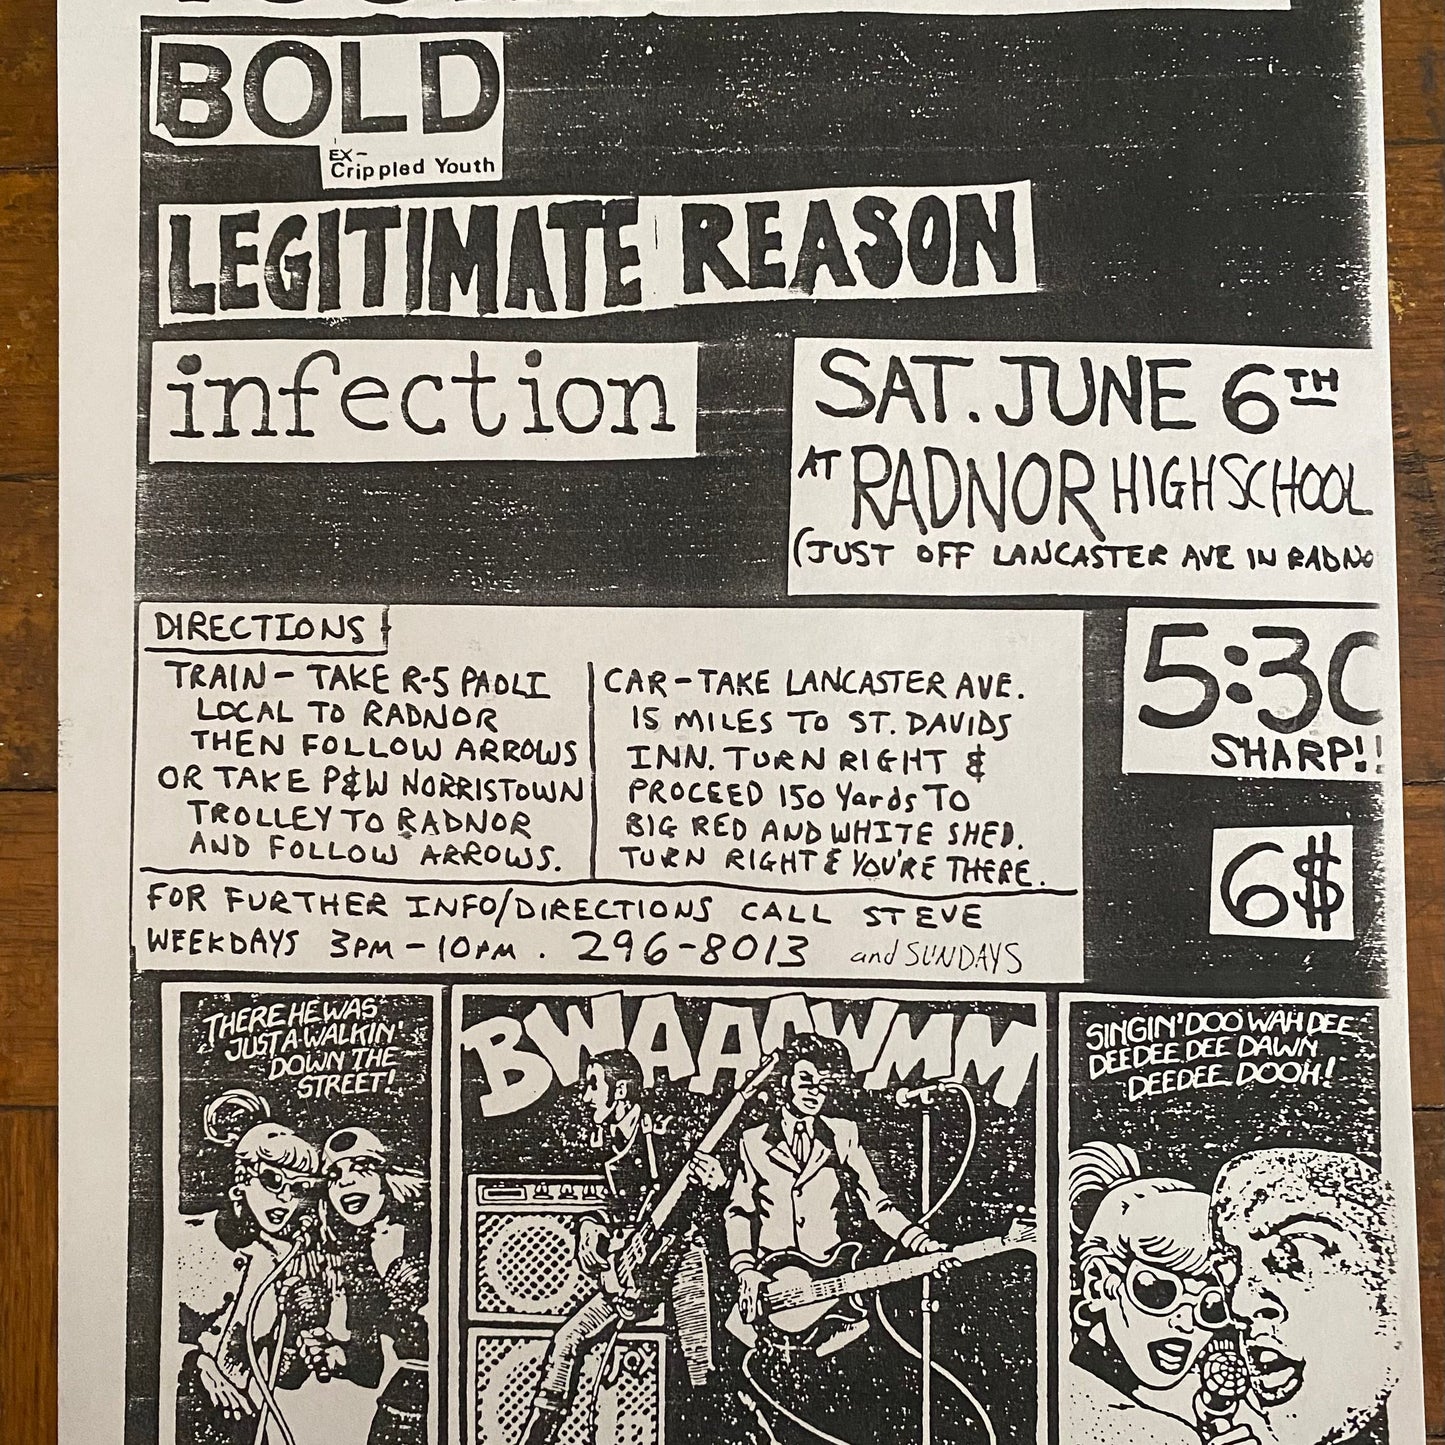 BOLD
EX-
Crippled Youth
LEGITIMATE REASON
infection
SAT. JUNE 6TH
AT RADNOR HIGH SCHOOL
(JUST OFF LANCASTER AVE IN RADNO
5:30
SHARP!!
6$
DIRECTIONS
TRAIN - TAKE R-5 PAOLI
LOCAL TO RADNOR
THEN FOLLOW ARROWS
OR TAKE P&W NORRISTOWN
TROLLEY TO RADNOR
AND FOLLOW ARROWS.
CAR - TAKE LANCASTER AVE.
15 MILES TO ST. DAVIDS
INN. TURN RIGHT &
PROCEED 150 Yards TO
BIG RED AND WHITE SHED.
TURN RIGHT & YOU'RE THERE.
FOR FURTHER INFO/DIRECTIONS CALL STEVE
WEEKDAYS 3PM - 10PM. 296-8013 and SUNDAYS
THERE HE WAS
JUST A-WALKIN'
DOWN THE
STREET!
BWAAAWMM
SINGIN' DOO WAH DEE
DEE DEE DEE DAWN
DEE DEE DOOH!